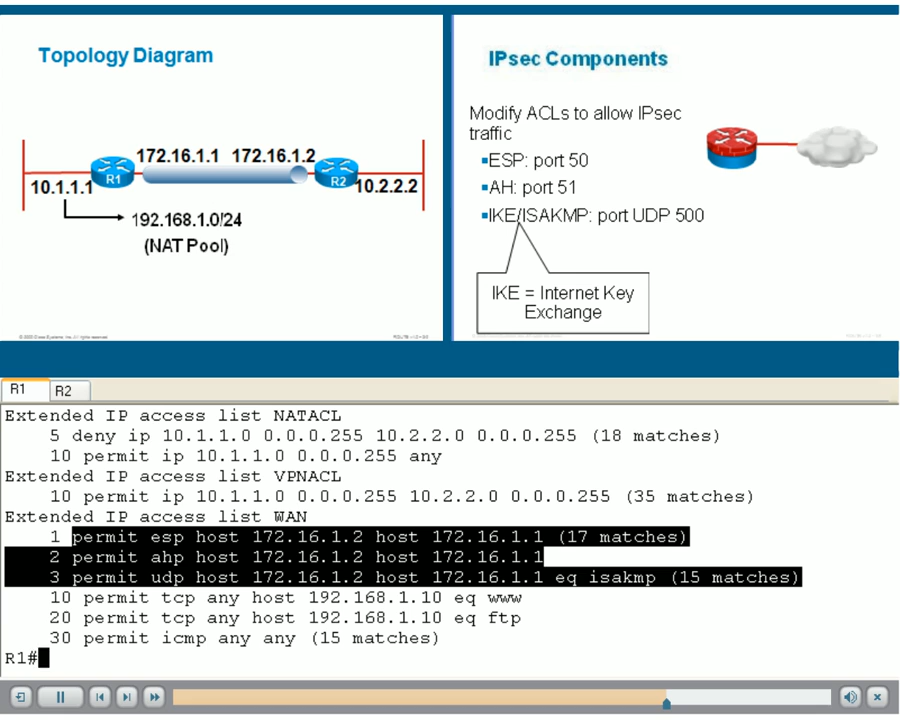 Topology Diagram
172.16.1.1 172.16.1.2
R1
R2
10.1.1.1
10.2.2.2
192.168.1.0/24
(NAT Pool)
IPsec Components
Modify ACLs to allow IPsec
traffic
▪ESP: port 50
▪AH: port 51
▪IKE/ISAKMP: port UDP 500
IKE = Internet Key
Exchange
R1 R2
Extended IP access list NATACL
5 deny ip 10.1.1.0 0.0.0.255 10.2.2.0 0.0.0.255 (18 matches)
10 permit ip 10.1.1.0 0.0.0.255 any
Extended IP access list VPNACL
10 permit ip 10.1.1.0 0.0.0.255 10.2.2.0 0.0.0.255 (35 matches)
Extended IP access list WAN
1 permit esp host 172.16.1.2 host 172.16.1.1 (17 matches)
2 permit ahp host 172.16.1.2 host 172.16.1.1
3 permit udp host 172.16.1.2 host 172.16.1.1 eq isakmp (15 matches)
10 permit tcp any host 192.168.1.10 eq www
20 permit tcp any host 192.168.1.10 eq ftp
30 permit icmp any any (15 matches)
R1#